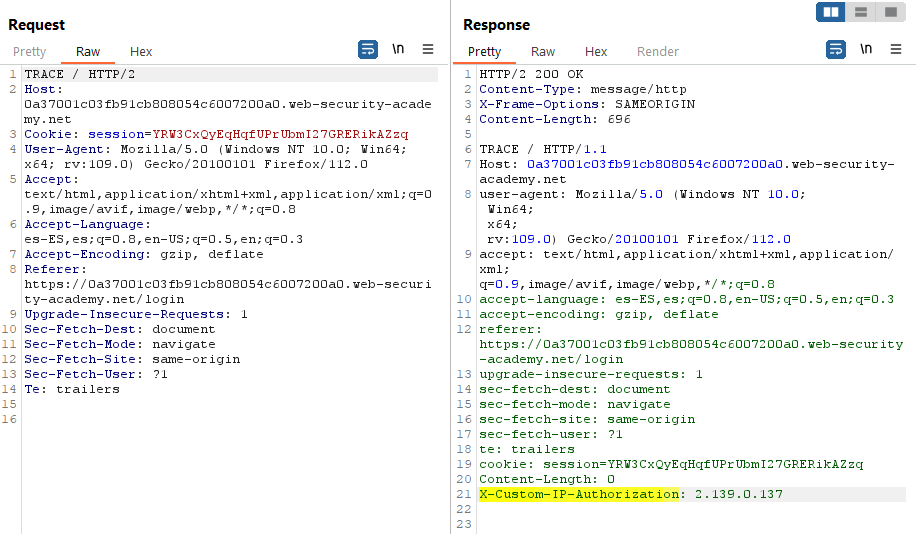 Request
Pretty Raw Hex \n
1 TRACE / HTTP/2
2 Host:
0a37001c03fb91cb808054c6007200a0.web-security-acade
my.net
3 Cookie: session=YRW3CxQyEqHqfUPrUbmI27GRERikAZzq
4 User-Agent: Mozilla/5.0 (Windows NT 10.0; Win64;
x64; rv:109.0) Gecko/20100101 Firefox/112.0
5 Accept:
text/html,application/xhtml+xml,application/xml;q=0
.9,image/avif,image/webp,*/*;q=0.8
6 Accept-Language:
es-ES,es;q=0.8,en-US;q=0.5,en;q=0.3
7 Accept-Encoding: gzip, deflate
8 Referer:
https://0a37001c03fb91cb808054c6007200a0.web-securi
ty-academy.net/login
9 Upgrade-Insecure-Requests: 1
10 Sec-Fetch-Dest: document
11 Sec-Fetch-Mode: navigate
12 Sec-Fetch-Site: same-origin
13 Sec-Fetch-User: ?1
14 Te: trailers
15
16
Response
Pretty Raw Hex Render \n
1 HTTP/2 200 OK
2 Content-Type: message/http
3 X-Frame-Options: SAMEORIGIN
4 Content-Length: 696
5
6 TRACE / HTTP/1.1
7 Host: 0a37001c03fb91cb808054c6007200a0.web-security-
academy.net
8 user-agent: Mozilla/5.0 (Windows NT 10.0;
Win64;
x64;
rv:109.0) Gecko/20100101 Firefox/112.0
9 accept: text/html,application/xhtml+xml,application/
xml;
q=0.9,image/avif,image/webp,*/*;q=0.8
10 accept-language: es-ES,es;q=0.8,en-US;q=0.5,en;q=0.3
11 accept-encoding: gzip, deflate
12 referer:
https://0a37001c03fb91cb808054c6007200a0.web-security
-academy.net/login
13 upgrade-insecure-requests: 1
14 sec-fetch-dest: document
15 sec-fetch-mode: navigate
16 sec-fetch-site: same-origin
17 sec-fetch-user: ?1
18 te: trailers
19 cookie: session=YRW3CxQyEqHqfUPrUbmI27GRERikAZzq
20 Content-Length: 0
21 X-Custom-IP-Authorization: 2.139.0.137
22
23